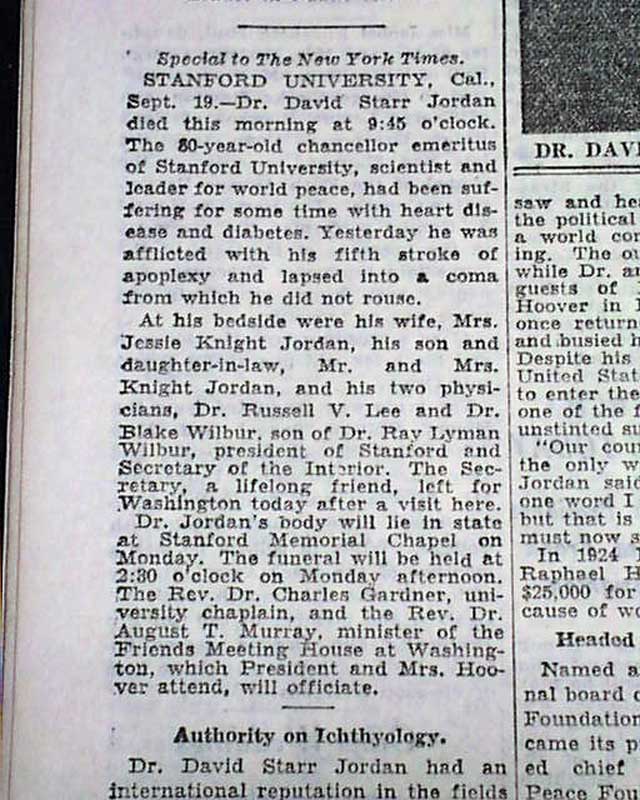 Special to The New York Times.
STANFORD UNIVERSITY, Cal.,
Sept. 19.—Dr. David Starr Jordan
died this morning at 9:45 o'clock.
The 80-year-old chancellor emeritus
of Stanford University, scientist and
leader for world peace, had been suf-
fering for some time with heart dis-
ease and diabetes. Yesterday he was
afflicted with his fifth stroke of
apoplexy and lapsed into a coma
from which he did not rouse.
At his bedside were his wife, Mrs.
Jessie Knight Jordan, his son and
daughter-in-law, Mr. and Mrs.
Knight Jordan, and his two physi-
cians, Dr. Russell V. Lee and Dr.
Blake Wilbur, son of Dr. Ray Lyman
Wilbur, president of Stanford and
Secretary of the Interior. The Sec-
retary, a lifelong friend, left for
Washington today after a visit here.
Dr. Jordan's body will lie in state
at Stanford Memorial Chapel on
Monday. The funeral will be held at
2:30 o'clock on Monday afternoon.
The Rev. Dr. Charles Gardner, uni-
versity chaplain, and the Rev. Dr.
August T. Murray, minister of the
Friends Meeting House at Washing-
ton, which President and Mrs. Hoo-
ver attend, will officiate.
Authority on Ichthyology.
Dr. David Starr Jordan had an
international reputation in the fields
DR. DAVI
saw and hea
the political
a world con
ing. The ou
while Dr. an
guests of
Hoover in
once return
and busied h
Despite his
United Stat
to enter the
one of the f
unstinted su
"Our coun
the only w
Jordan said
one word I
but that is
must now s
In 1924
Raphael H
$25,000 for
cause of wo
Headed
Named a
nal board o
Foundation
came its p
ed chief
Peace Fou